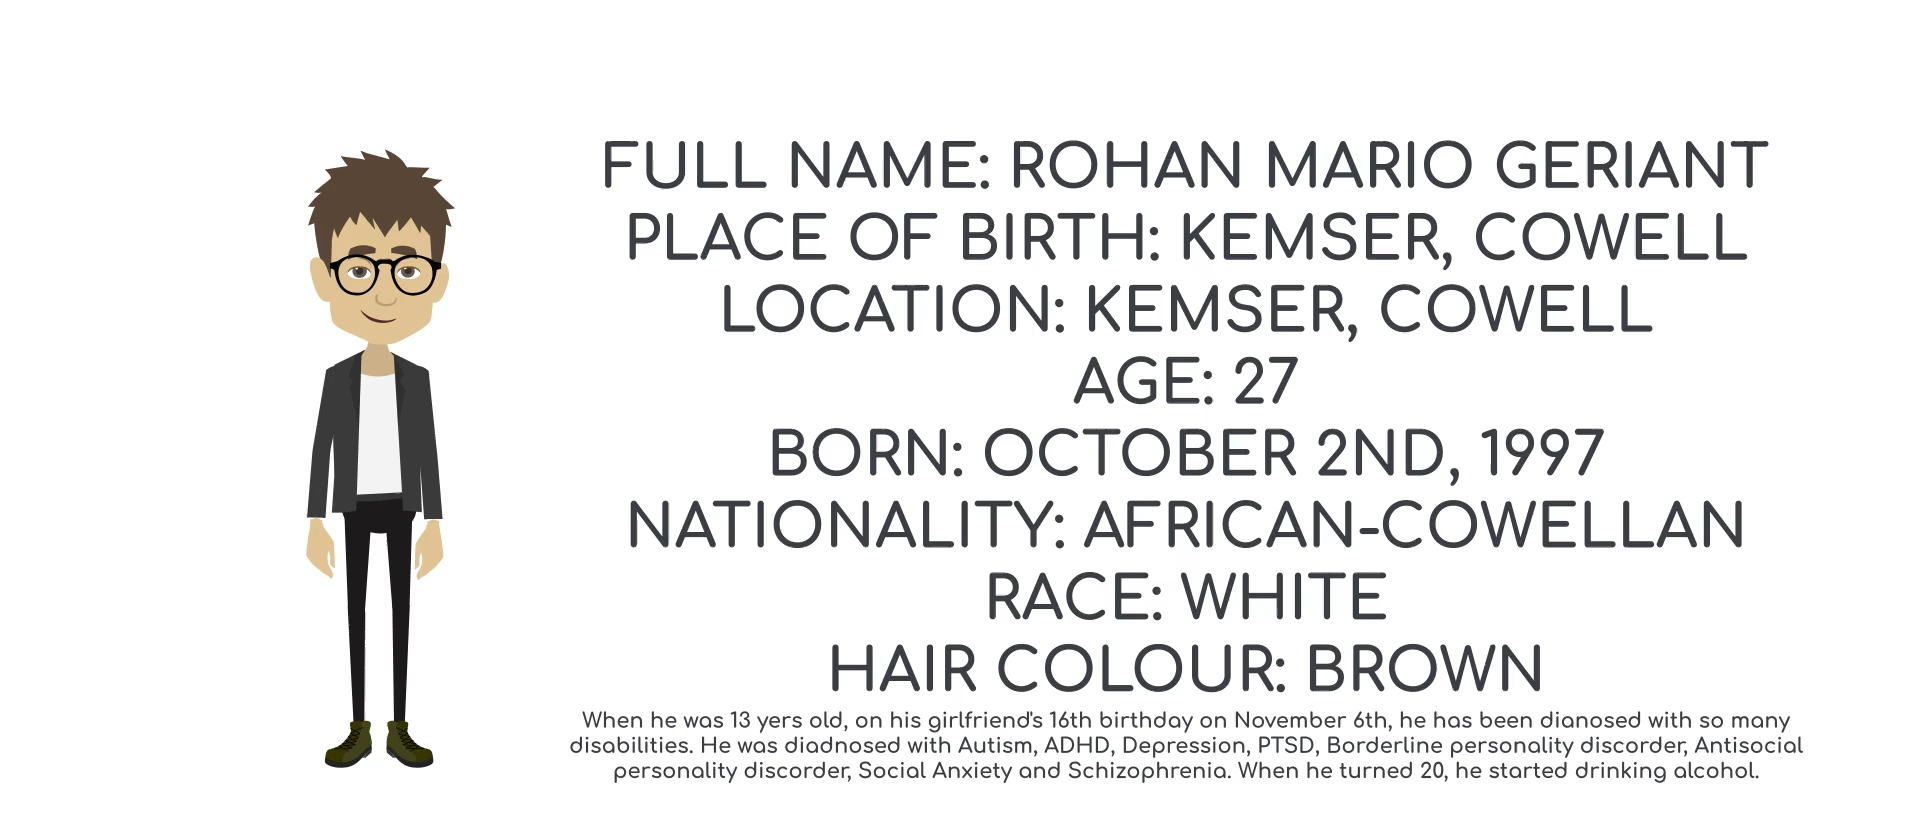 FULL NAME: ROHAN MARIO GERIANT
PLACE OF BIRTH: KEMSER, COWELL
LOCATION: KEMSER, COWELL
AGE: 27
BORN: OCTOBER 2ND, 1997
NATIONALITY: AFRICAN-COWELLAN
RACE: WHITE
HAIR COLOUR: BROWN
When he was 13 yers old, on his girlfriend's 16th birthday on November 6th, he has been dianosed with so many
disabilities. He was diadnosed with Autism, ADHD, Depression, PTSD, Borderline personality discorder, Antisocial
personality discorder, Social Anxiety and Schizophrenia. When he turned 20, he started drinking alcohol.